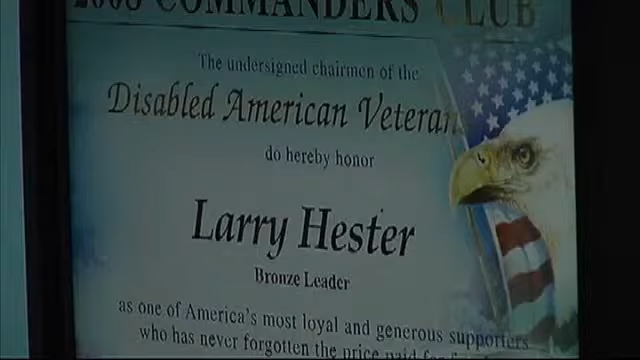 2008 COMMANDERS CLUB
The undersigned chairmen of the
Disabled American Veteran
do hereby honor
Larry Hester
Bronze Leader
as one of America's most loyal and generous supporters
who has never forgotten the price paid